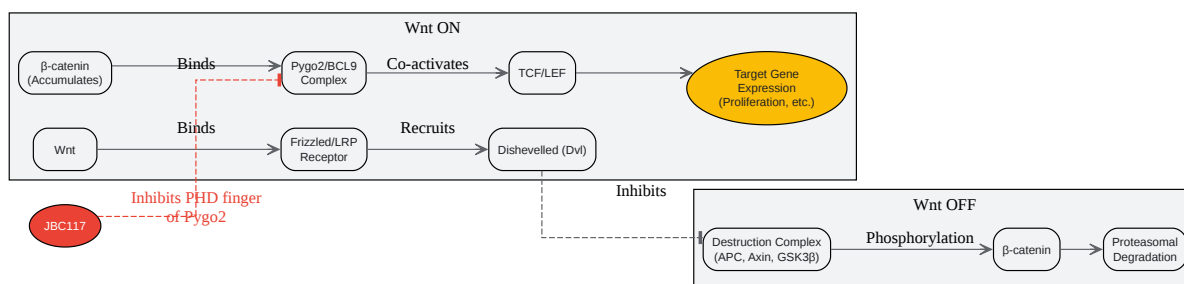 Wnt ON
β-catenin
(Accumulates)
Binds
Pygo2/BCL9
Complex
Co-activates
TCF/LEF
Target Gene
Expression
(Proliferation, etc.)
Wnt
Binds
Frizzled/LRP
Receptor
Recruits
Dishevelled (Dvl)
JBC117
Inhibits PHD finger
of Pygo2
Inhibits
Wnt OFF
Destruction Complex
(APC, Axin, GSK3β)
Phosphorylation
β-catenin
Proteasomal
Degradation